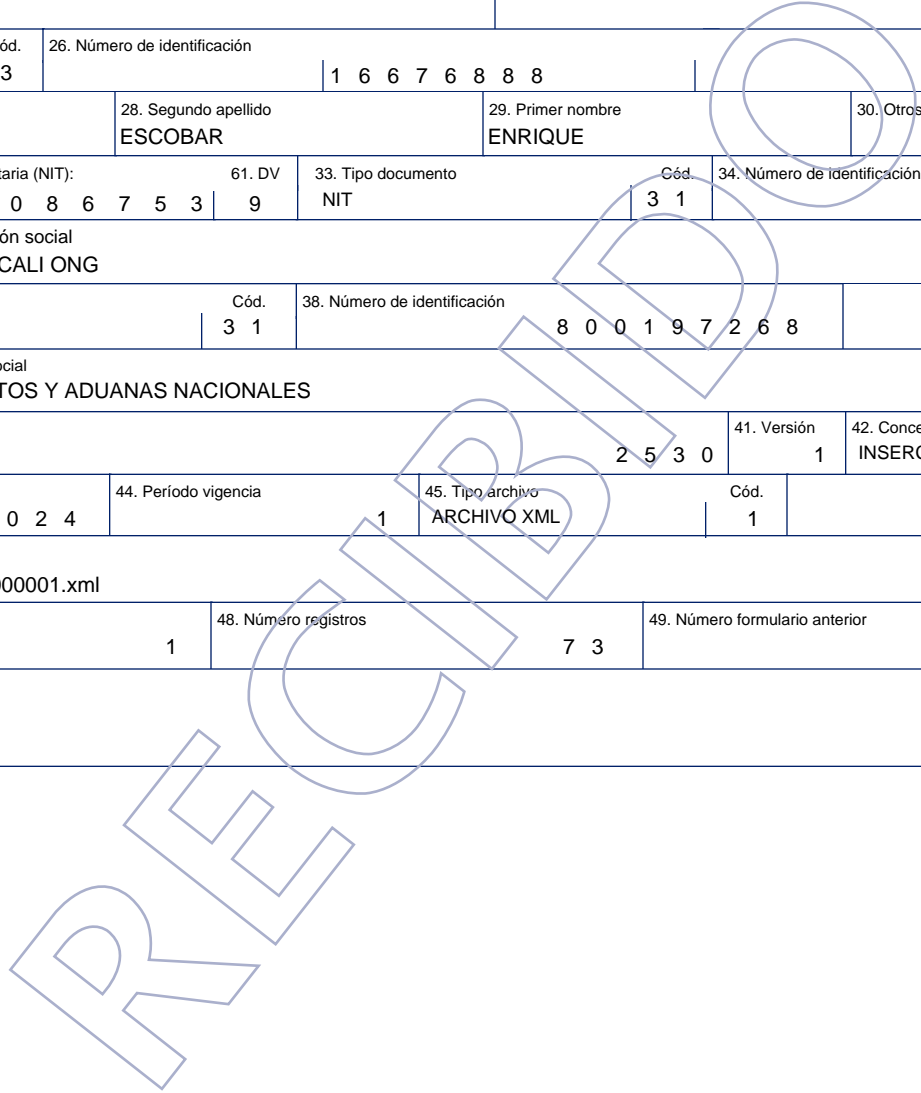 ód. 26. Número de identificación
3 1 6 6 7 6 8 8 8
28. Segundo apellido 29. Primer nombre 30. Otros
ESCOBAR ENRIQUE
taria (NIT): 61. DV 33. Tipo documento Cód. 34. Número de identificación
0 8 6 7 5 3 9 NIT 3 1
ón social
CALI ONG
Cód. 38. Número de identificación
3 1 8 0 0 1 9 7 2 6 8
ocial
TOS Y ADUANAS NACIONALES
41. Versión 42. Conce
2 5 3 0 1 INSERC
44. Período vigencia 45. Tipo archivo Cód.
0 2 4 1 ARCHIVO XML 1
000001.xml
48. Número registros 49. Número formulario anterior
1 7 3
RECIBIDO